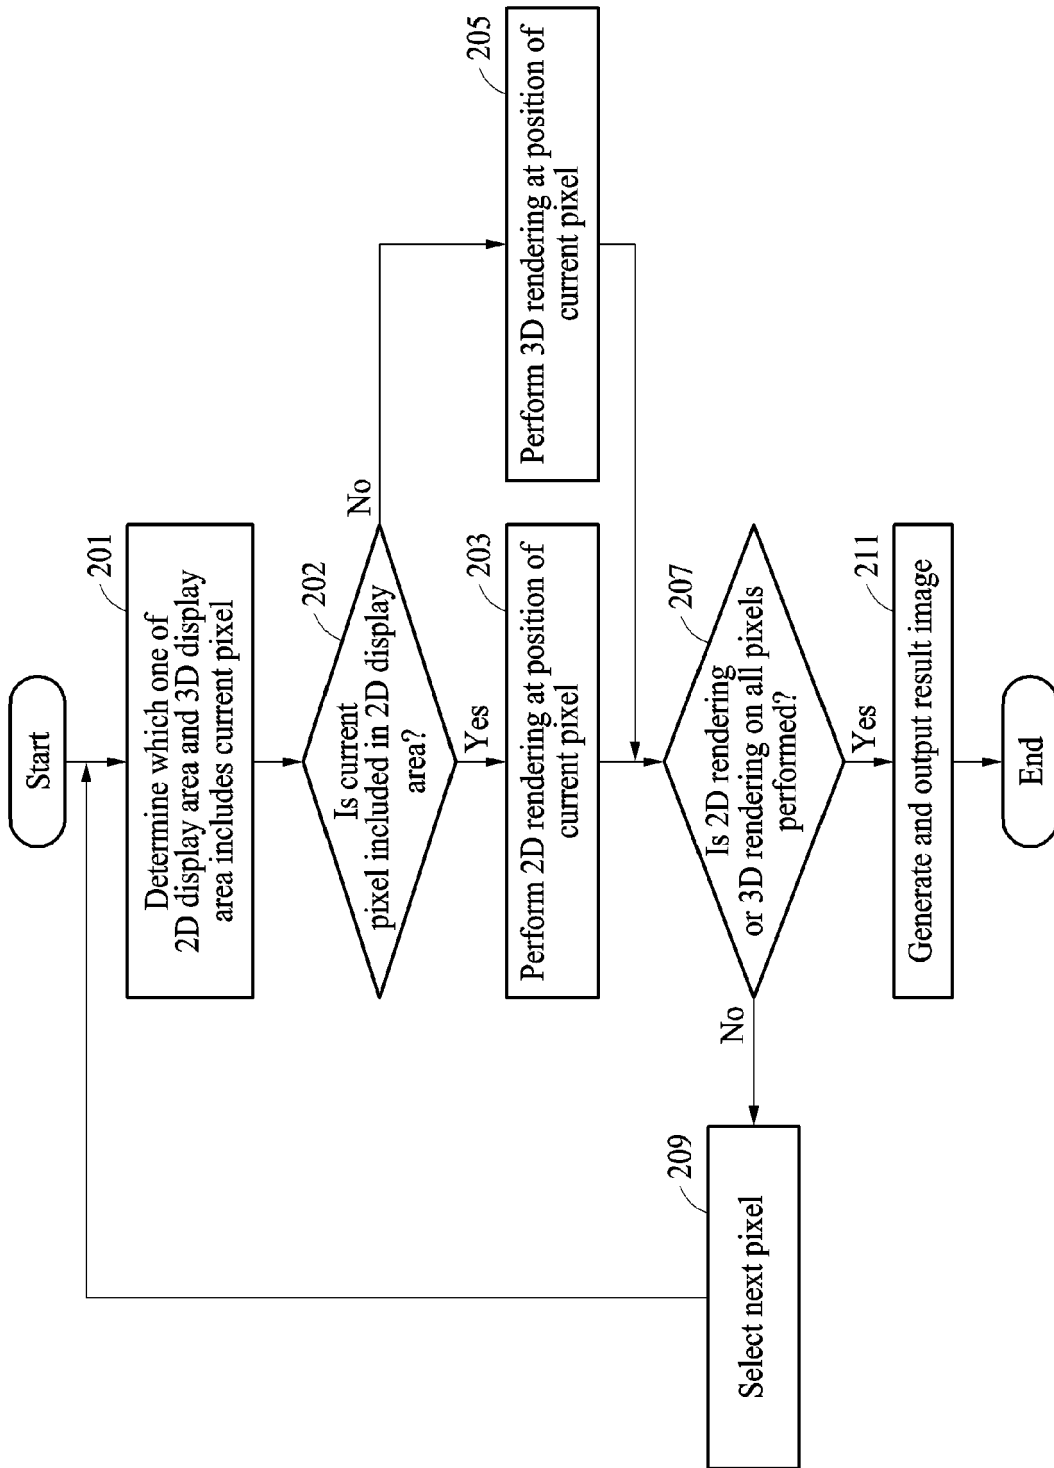 Start
201
Determine which one of
2D display area and 3D display
area includes current pixel
202
Is current
pixel included in 2D display
area?
No
Yes
203
Perform 2D rendering at position of
current pixel
205
Perform 3D rendering at position of
current pixel
207
Is 2D rendering
or 3D rendering on all pixels
performed?
No
Yes
209
Select next pixel
211
Generate and output result image
End